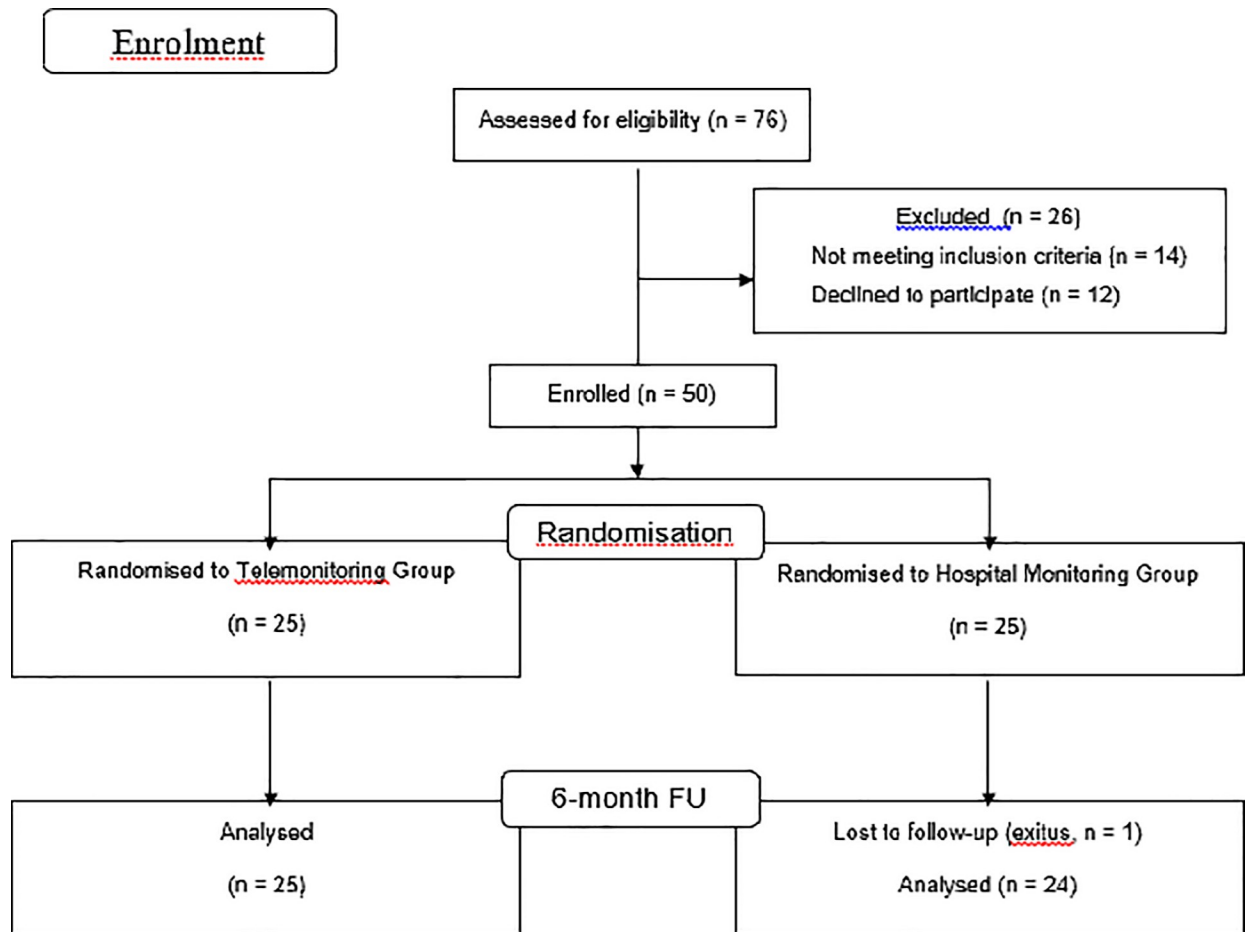 Enrolment
Assessed for eligibility (n = 76)
Excluded (n = 26)
Not meeting inclusion criteria (n = 14)
Declined to participate (n = 12)
Enrolled (n = 50)
Randomisation
Randomised to Telemonitoring Group
(n = 25)
Randomised to Hospital Monitoring Group
(n = 25)
6-month FU
Analysed
(n = 25)
Lost to follow-up (exitus, n = 1)
Analysed (n = 24)